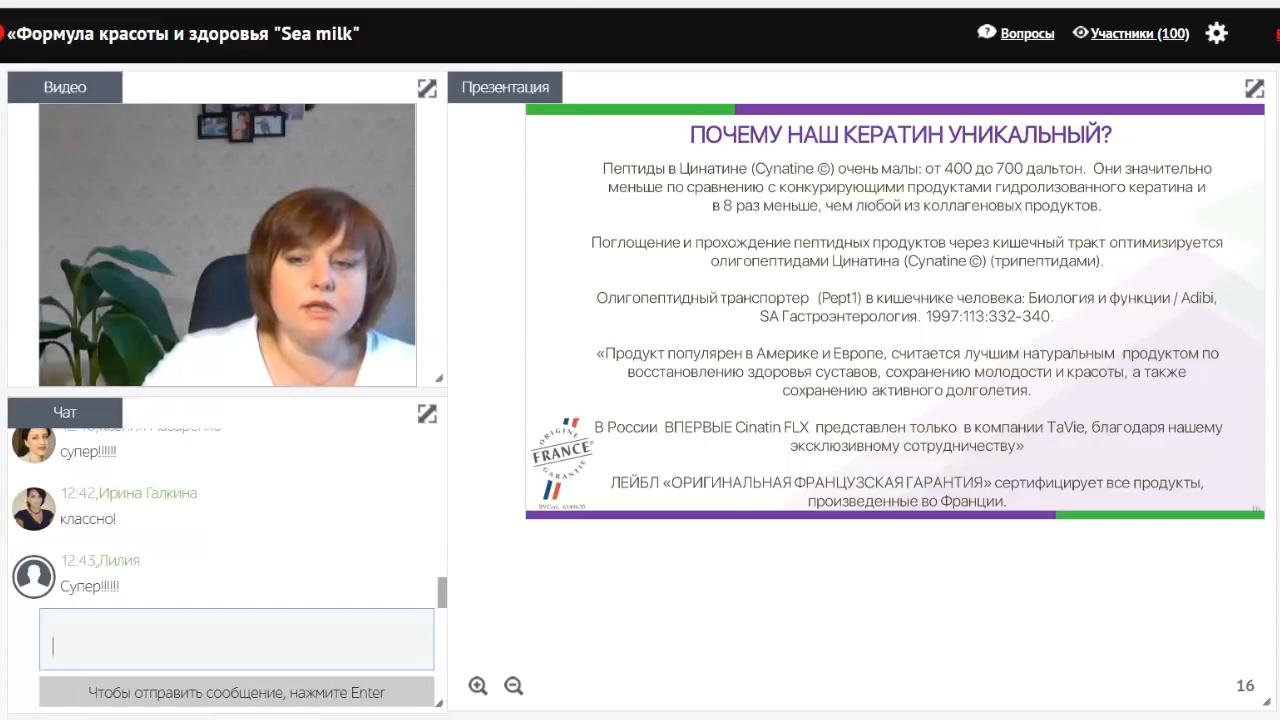 «Формула красоты и здоровья "Sea milk"
Вопросы
Участники (100)
Видео
Презентация
ПОЧЕМУ НАШ КЕРАТИН УНИКАЛЬНЫЙ?
Пептиды в Цинатине (Cynatine ©) очень малы: от 400 до 700 дальтон. Они значительно
меньше по сравнению с конкурирующими продуктами гидролизованного кератина и
в 8 раз меньше, чем любой из коллагеновых продуктов.
Поглощение и прохождение пептидных продуктов через кишечный тракт оптимизируется
олигопептидами Цинатина (Cynatine ©) (трипептидами).
Олигопептидный транспортер (Pept1) в кишечнике человека: Биология и функции / Adibi,
SA Гастроэнтерология. 1997:113:332-340.
«Продукт популярен в Америке и Европе, считается лучшим натуральным продуктом по
восстановлению здоровья суставов, сохранению молодости и красоты, а также
сохранению активного долголетия.
В России ВПЕРВЫЕ Cinatin FLX представлен только в компании TaVie, благодаря нашему
эксклюзивному сотрудничеству»
ЛЕЙБЛ «ОРИГИНАЛЬНАЯ ФРАНЦУЗСКАЯ ГАРАНТИЯ» сертифицирует все продукты,
произведенные во Франции.
ORIGINE
FRANCE
GARANTIE
16
Чат
супер!!!!!!
12:42,Ирина Галкина
классно!
12:43,Лилия
Супер!!!!!!
Чтобы отправить сообщение, нажмите Enter
16